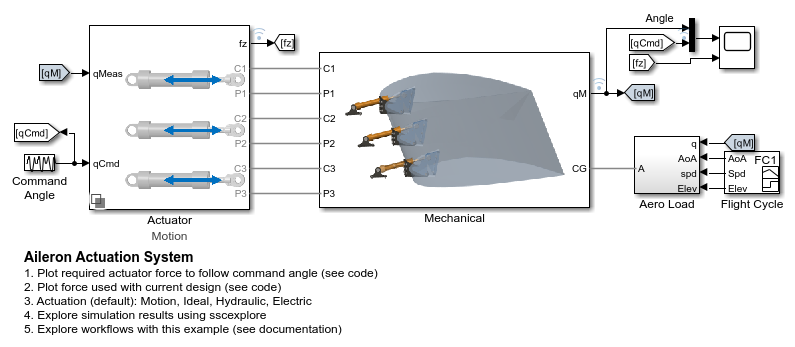 Angle
fz
[fz]
[qCmd]
[fz]
[qM]
qMeas
C1
P1
C2
P2
C3
P3
C1
P1
C2
P2
C3
P3
qM
[qM]
CG
[qCmd]
qCmd
Command
Angle
Actuator
Motion
Mechanical
A
q
AoA
spd
Elev
[qM]
AoA
Spd
Elev
FC1
Aero Load
Flight Cycle
Aileron Actuation System
1. Plot required actuator force to follow command angle (see code)
2. Plot force used with current design (see code)
3. Actuation (default): Motion, Ideal, Hydraulic, Electric
4. Explore simulation results using sscexplore
5. Explore workflows with this example (see documentation)